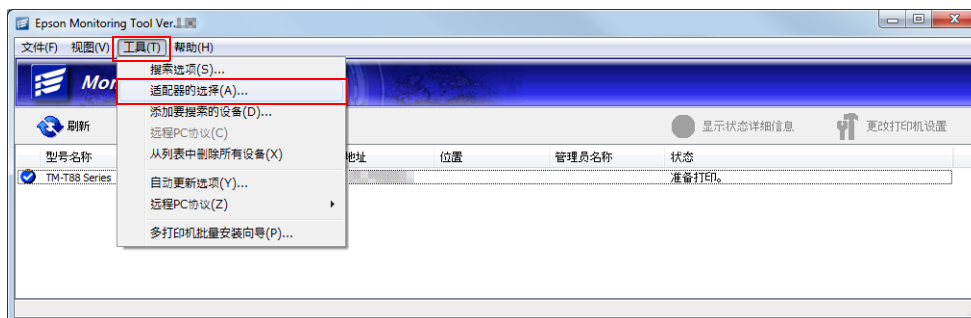 Epson Monitoring Tool Ver.
文件(F) 视图(V) 工具(T) 帮助(H)
搜索选项(S)...
适配器的选择(A)...
添加要搜索的设备(D)...
远程PC协议(C)
从列表中删除所有设备(X)
自动更新选项(Y)...
远程PC协议(Z)
多打印机批量安装向导(P)...
刷新 显示状态详细信息 更改打印机设置
型号名称 地址 位置 管理员名称 状态
TM-T88 Series 准备打印。